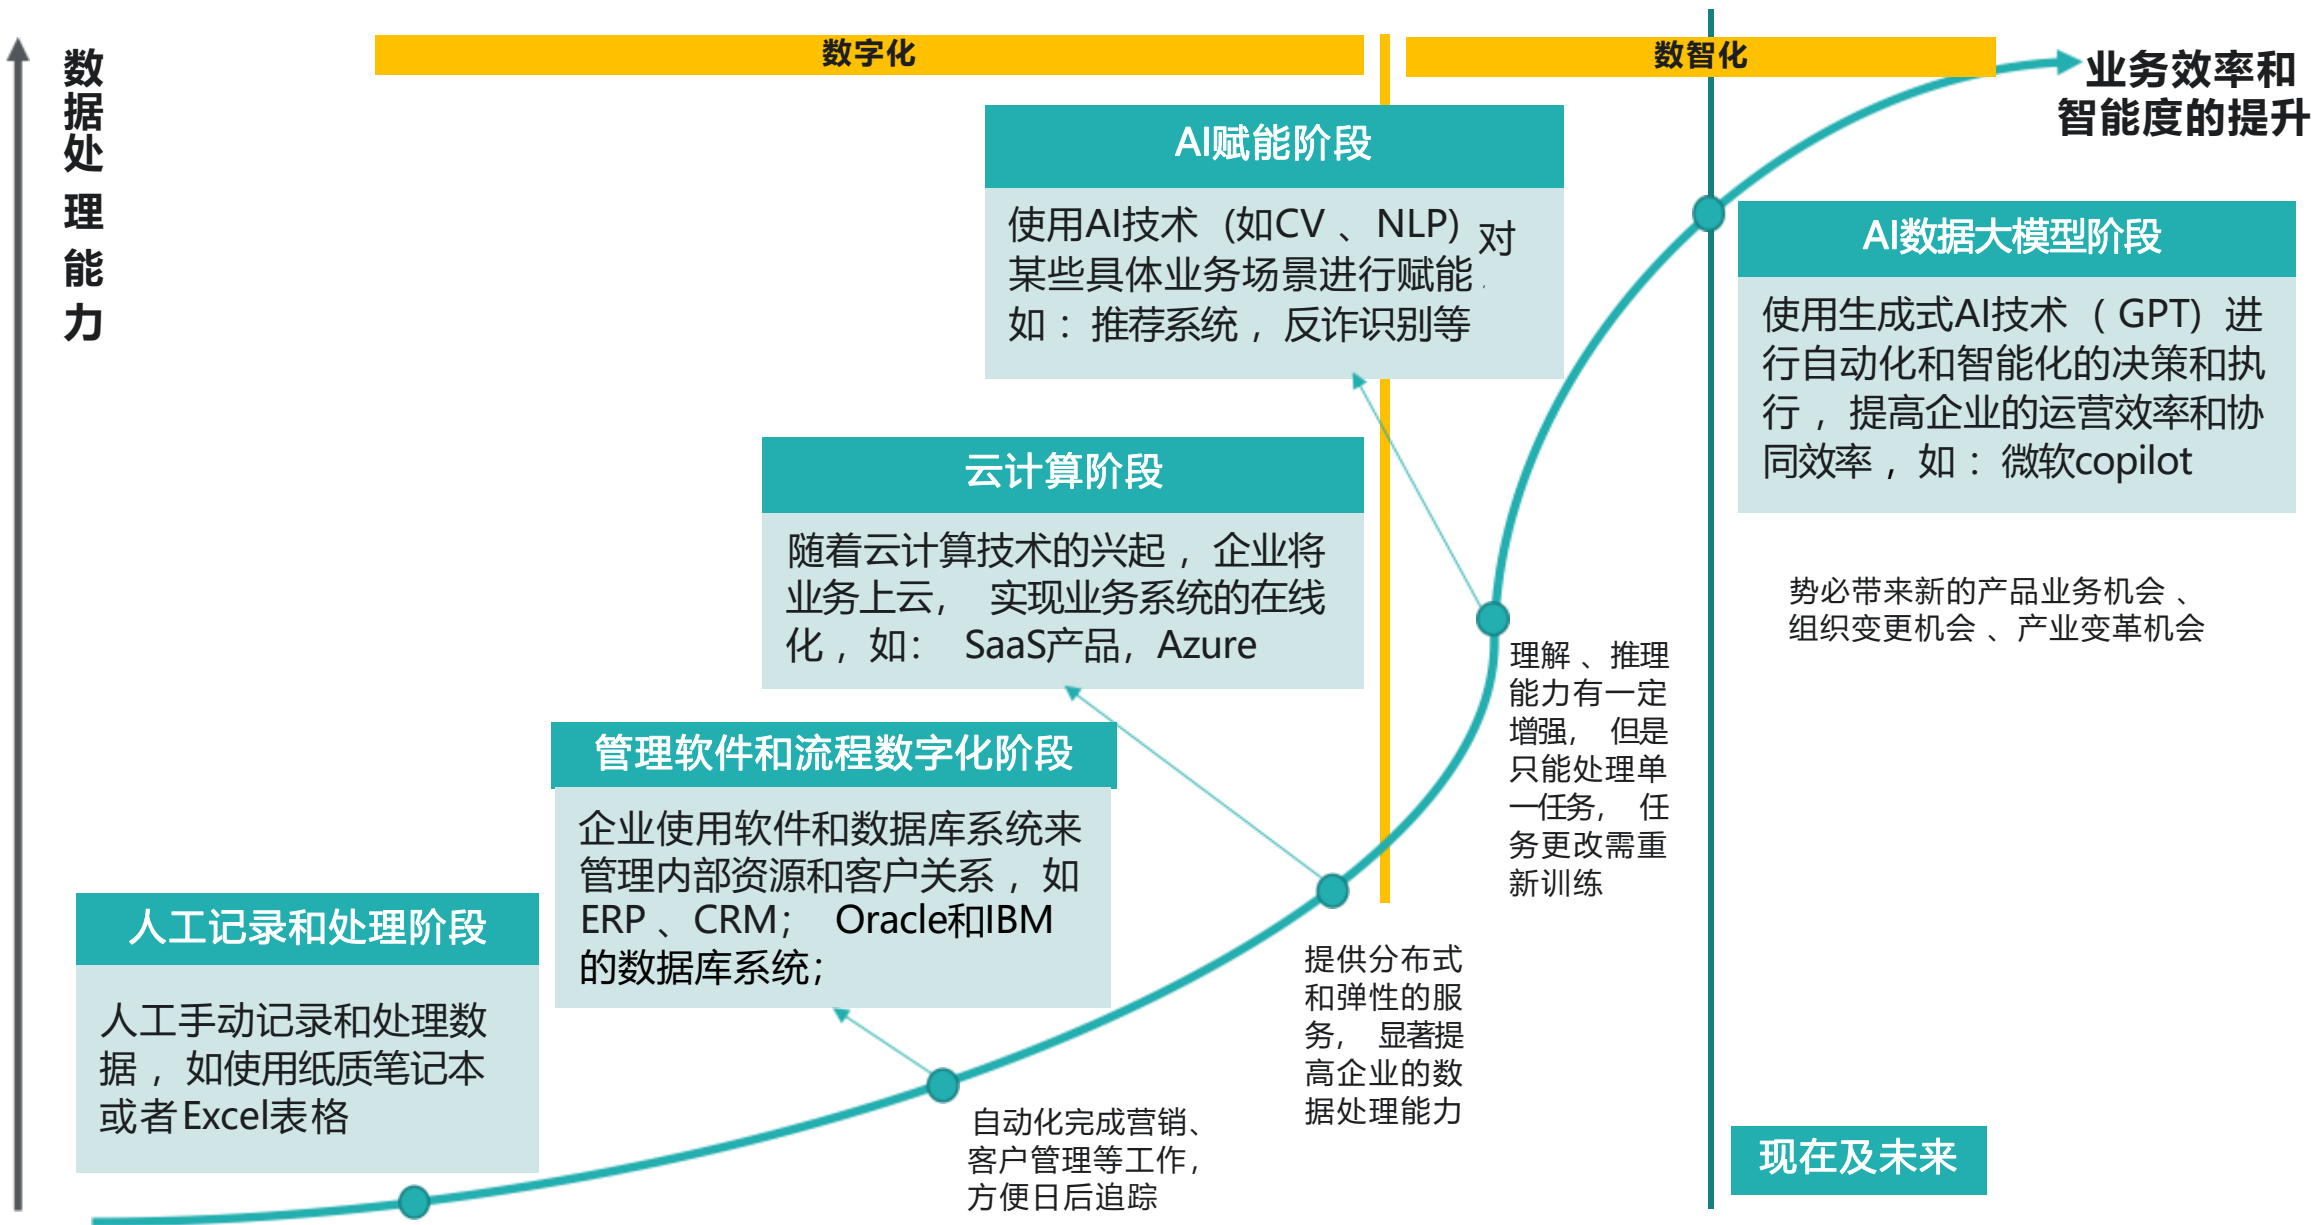 数据处理能力
数字化
数智化
业务效率和
智能度的提升
AI赋能阶段
使用AI技术（如CV、NLP）对
某些具体业务场景进行赋能
如：推荐系统，反诈识别等
AI数据大模型阶段
使用生成式AI技术（GPT）进
行自动化和智能化的决策和执
行，提高企业的运营效率和协
同效率，如：微软copilot
云计算阶段
随着云计算技术的兴起，企业将
业务上云，实现业务系统的在线
化，如：SaaS产品，Azure
势必带来新的产品业务机会、
组织变更机会、产业变革机会
理解、推理
能力有一定
增强，但是
只能处理单
一任务，任
务更改需重
新训练
管理软件和流程数字化阶段
企业使用软件和数据库系统来
管理内部资源和客户关系，如
ERP、CRM；Oracle和IBM
的数据库系统；
人工记录和处理阶段
人工手动记录和处理数
据，如使用纸质笔记本
或者Excel表格
提供分布式
和弹性的服
务，显著提
高企业的数
据处理能力
自动化完成营销、
客户管理等工作，
方便日后追踪
现在及未来